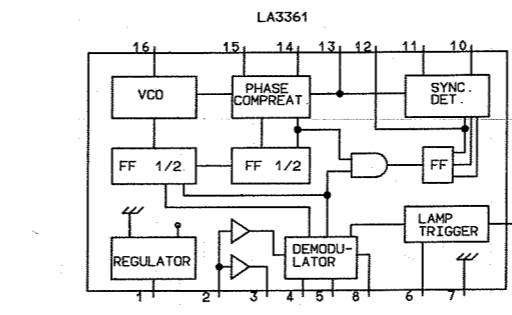 LA3361
16 15 14 13 12 11 10
VCO
PHASE
COMPREAT.
SYNC.
DET.
FF 1/2
FF 1/2
FF
LAMP
TRIGGER
DEMODU-
LATOR
REGULATOR
1 2 3 4 5 8 6 7